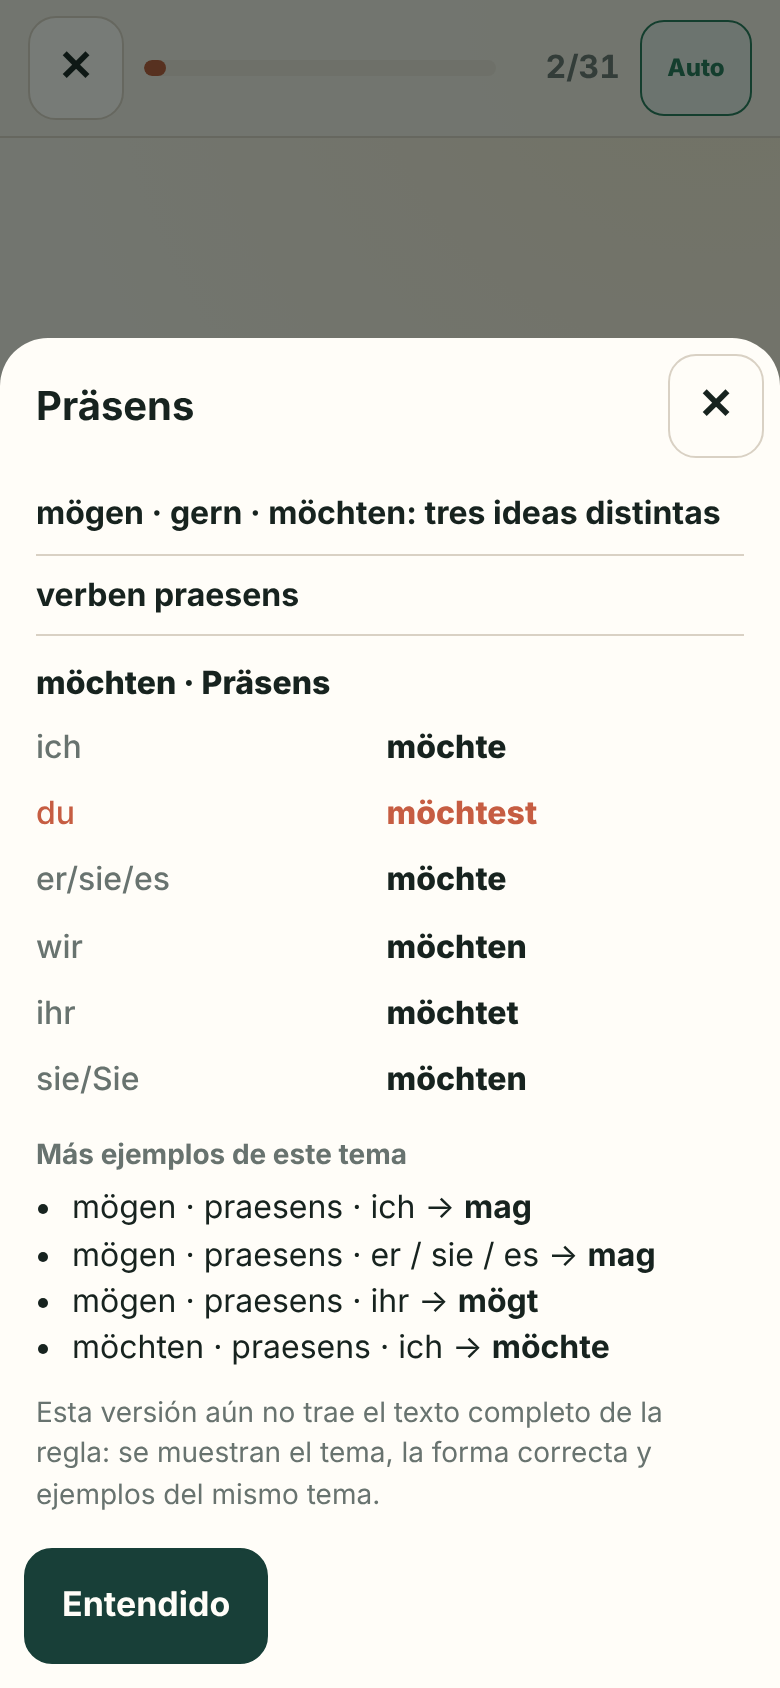 ✕ 2/31 Auto
Präsens ✕
mögen · gern · möchten: tres ideas distintas
verben praesens
möchten · Präsens
ich möchte
du möchtest
er/sie/es möchte
wir möchten
ihr möchtet
sie/Sie möchten
Más ejemplos de este tema
• mögen · praesens · ich → mag
• mögen · praesens · er / sie / es → mag
• mögen · praesens · ihr → mögt
• möchten · praesens · ich → möchte
Esta versión aún no trae el texto completo de la
regla: se muestran el tema, la forma correcta y
ejemplos del mismo tema.
Entendido